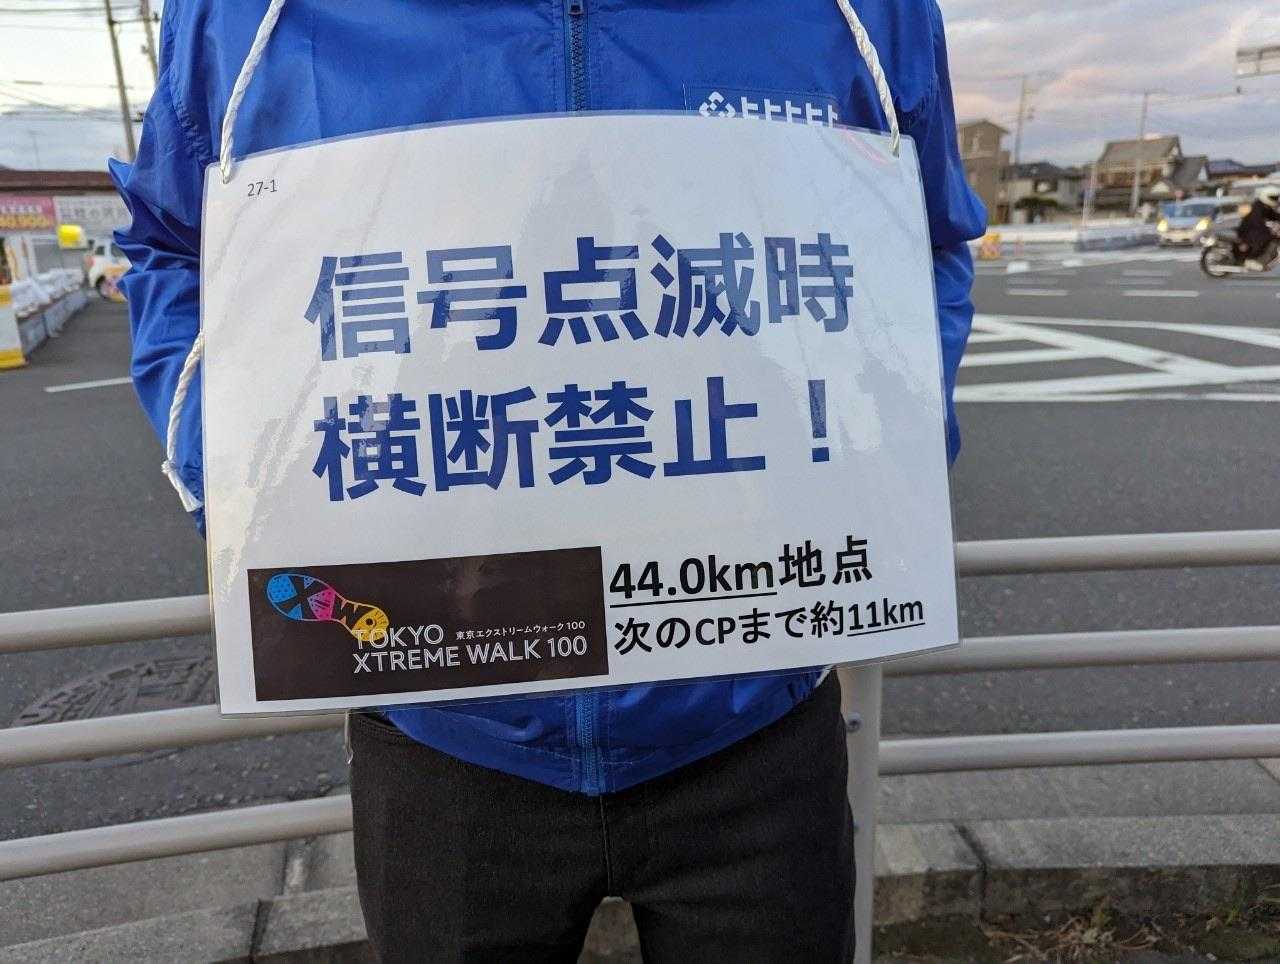 27-1
信号点滅時
横断禁止！
XWo
TOKYO 東京エクストリームウォーク100
XTREME WALK 100
44.0km地点
次のCPまで約11km